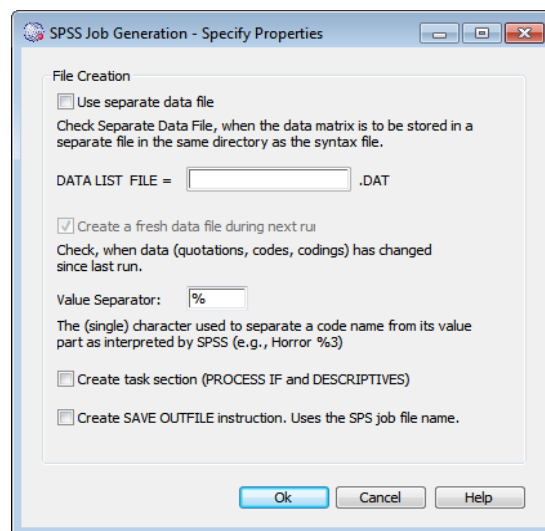 SPSS Job Generation - Specify Properties
File Creation
Use separate data file
Check Separate Data File, when the data matrix is to be stored in a
separate file in the same directory as the syntax file.
DATA LIST FILE = .DAT
Create a fresh data file during next rui
Check, when data (quotations, codes, codings) has changed
since last run.
Value Separator: %
The (single) character used to separate a code name from its value
part as interpreted by SPSS (e.g., Horror %3)
Create task section (PROCESS IF and DESCRIPTIVES)
Create SAVE OUTFILE instruction. Uses the SPS job file name.
Ok Cancel Help